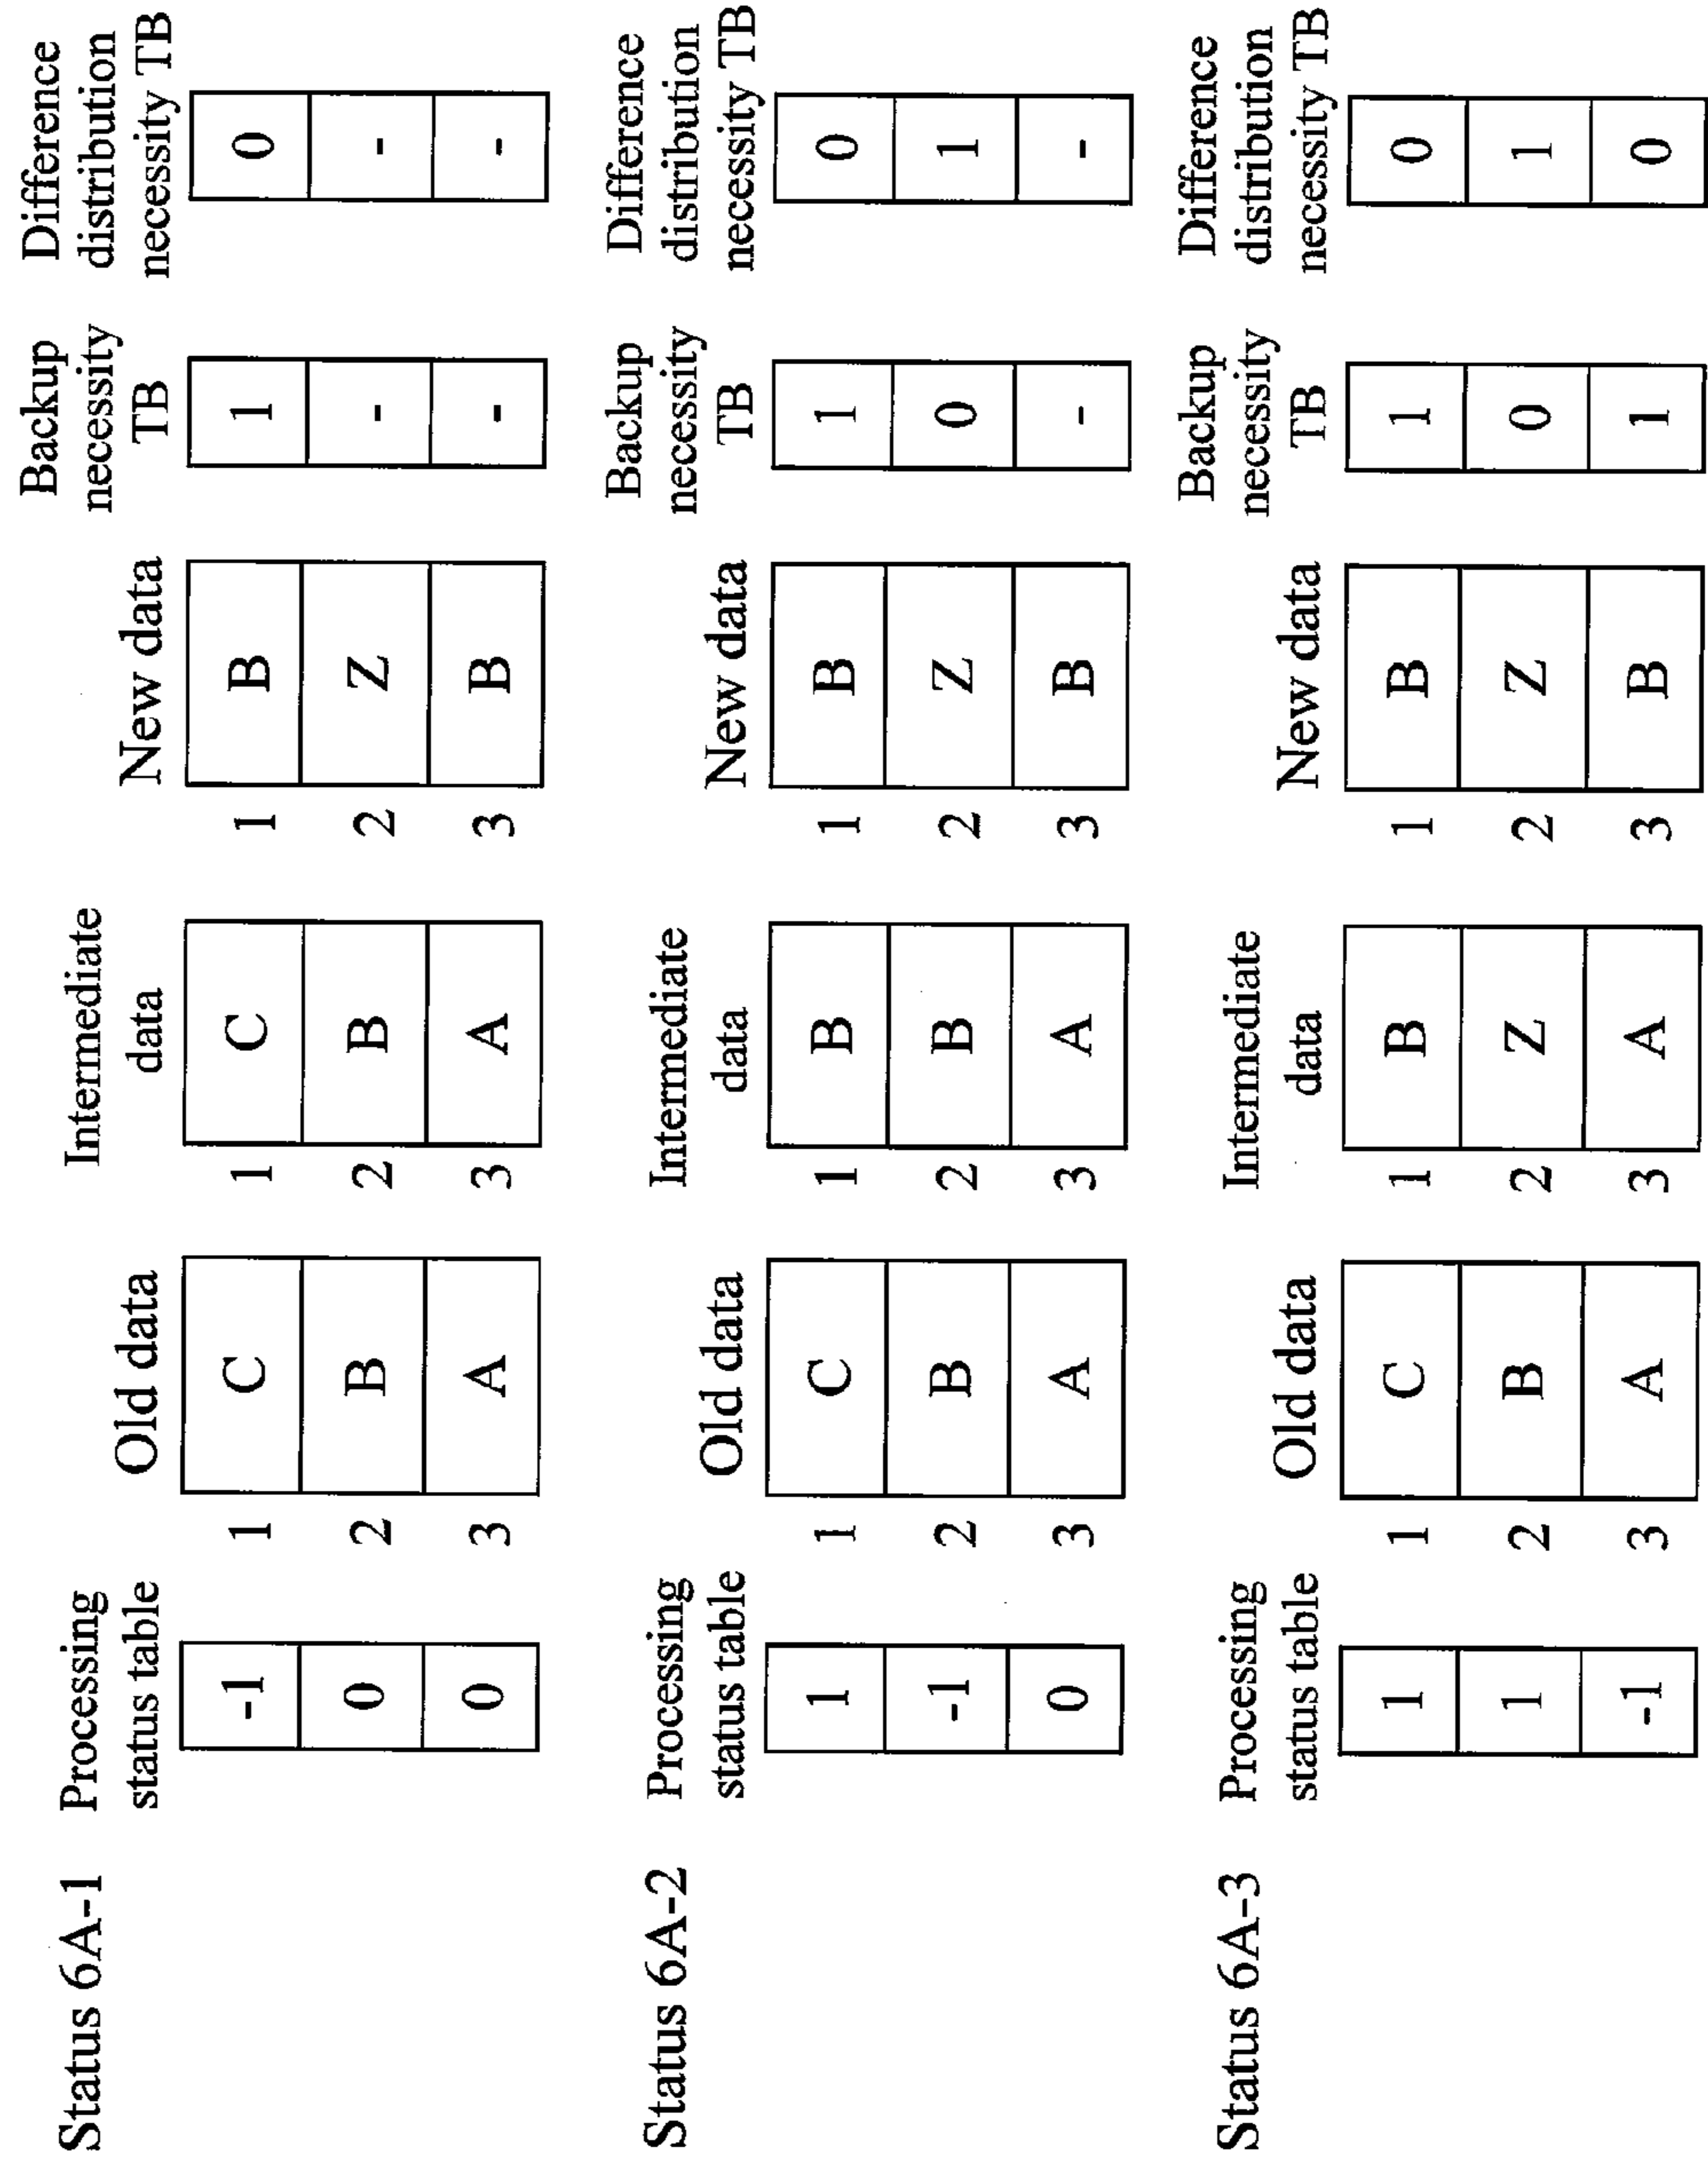 Status 6A-1
Processing
status table
-1
0
0
Old data
1 C
2 B
3 A
Intermediate
data
1 C
2 B
3 A
New data
1 B
2 Z
3 B
Backup
necessity
TB
1
-
-
Difference
distribution
necessity TB
0
-
-
Status 6A-2
Processing
status table
1
-1
0
Old data
1 C
2 B
3 A
Intermediate
data
1 B
2 B
3 A
New data
1 B
2 Z
3 B
Backup
necessity
TB
1
0
-
Difference
distribution
necessity TB
0
1
-
Status 6A-3
Processing
status table
1
1
-1
Old data
1 C
2 B
3 A
Intermediate
data
1 B
2 Z
3 A
New data
1 B
2 Z
3 B
Backup
necessity
TB
1
0
1
Difference
distribution
necessity TB
0
1
0